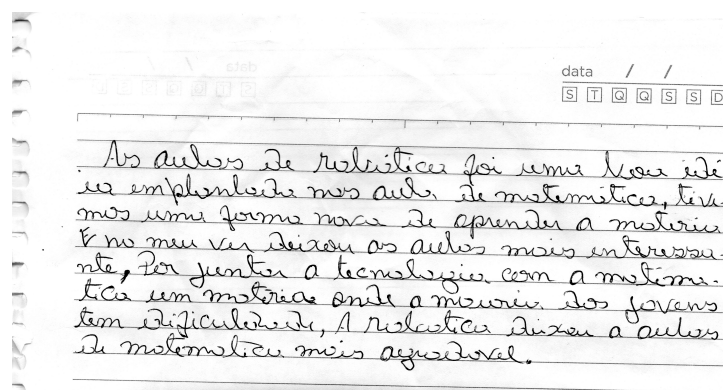 data / /
S T Q Q S S D
As aulas de robótica foi uma boa idé
ia emplantada nas aula de matemática, tive
mos uma forma nova de aprender a materia
E no meu ver deixou as aulas mais interessa-
nte, Por juntar a tecnologia com a matema-
tica um materia onde a maioria dos jovens
tem dificuldade, A robotica deixou a aulas
de matematica mais agradavel.